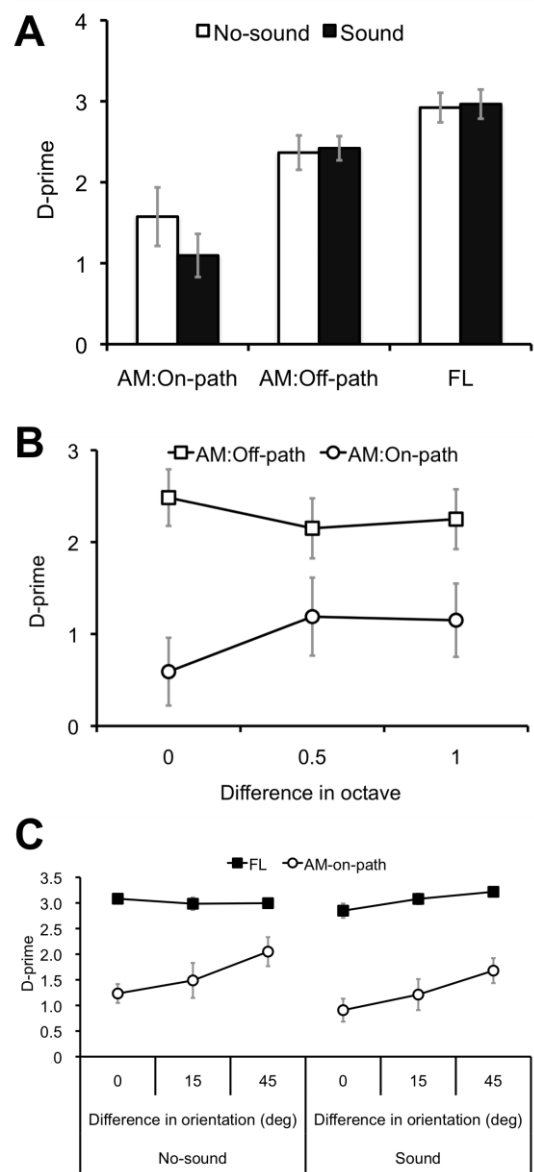 A
No-sound Sound
4
3
2
1
0
D-prime
AM:On-path AM:Off-path FL
B
AM:Off-path AM:On-path
3
2
1
0
D-prime
0 0.5 1
Difference in octave
C
FL AM-on-path
3.5
3.0
2.5
2.0
1.5
1.0
0.5
0
D-prime
0 15 45 0 15 45
Difference in orientation (deg) Difference in orientation (deg)
No-sound Sound